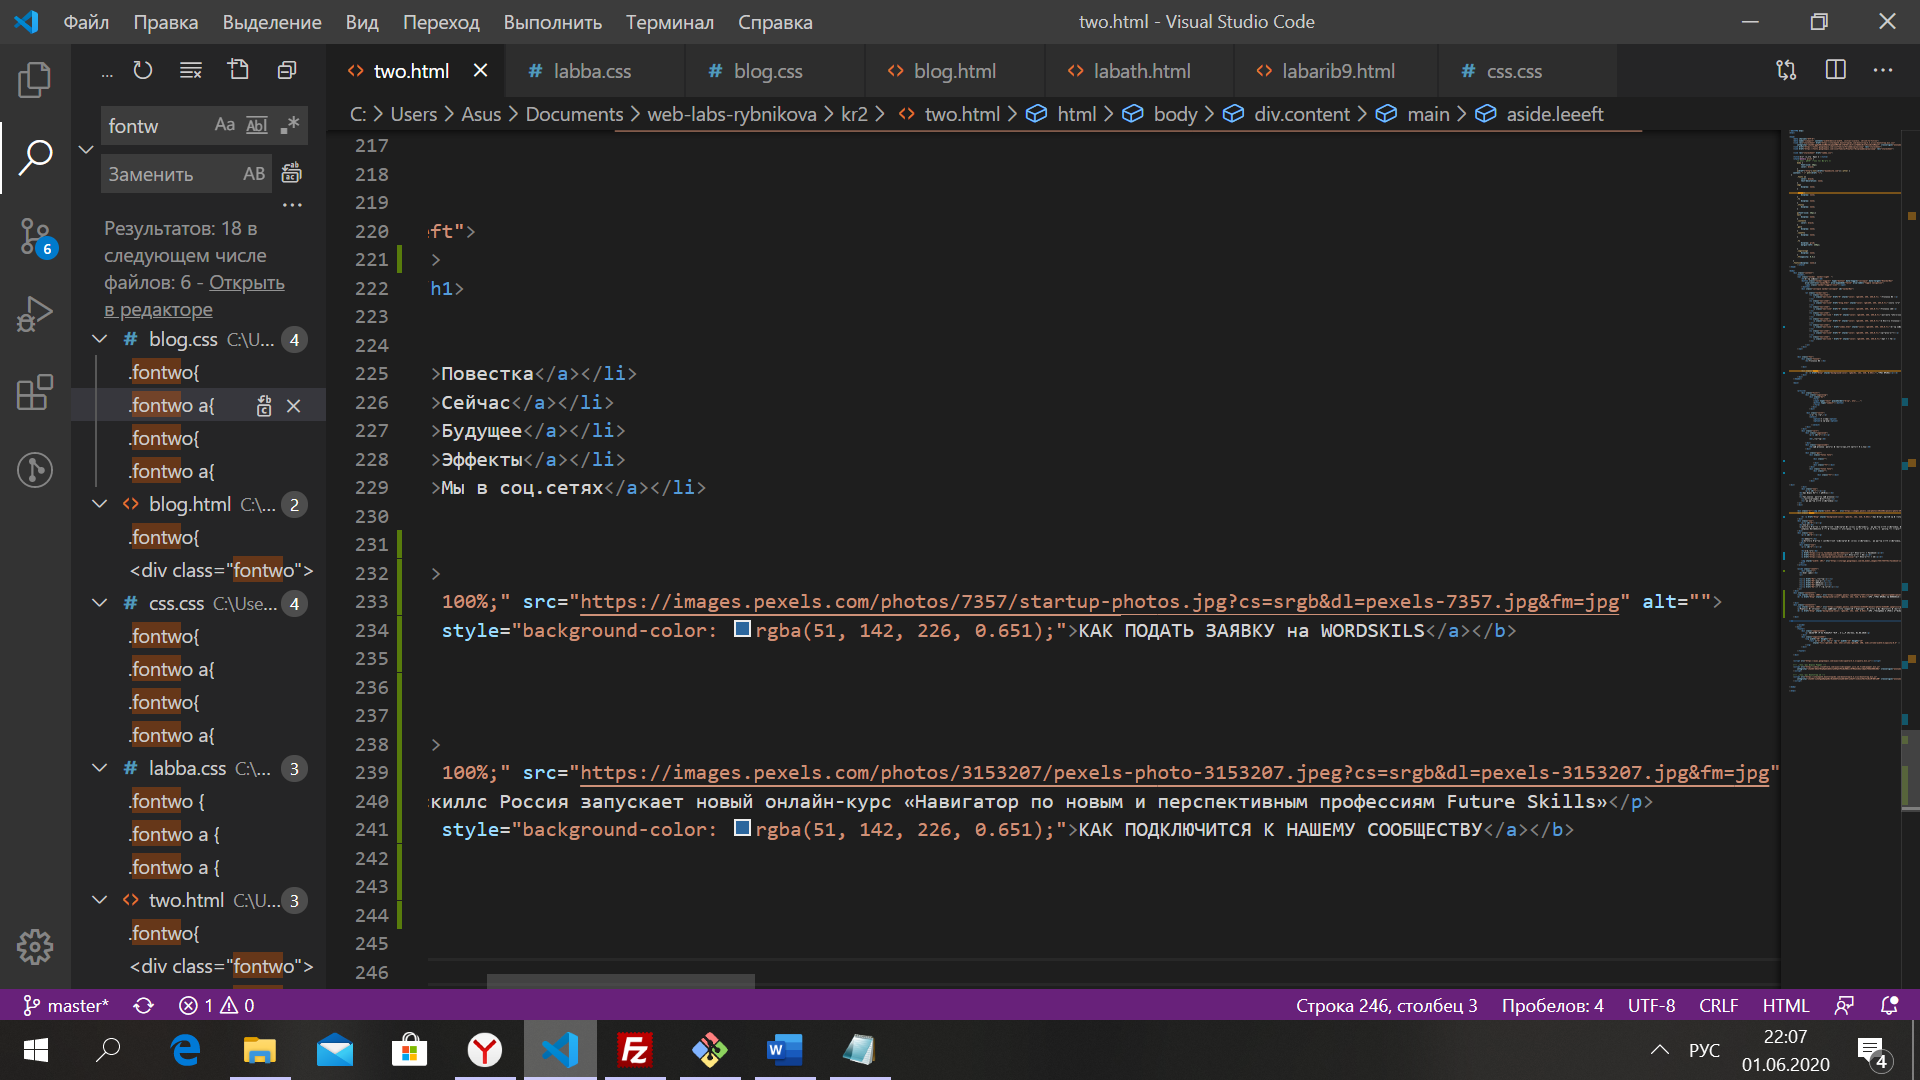 Файл Правка Выделение Вид Переход Выполнить Терминал Справка two.html - Visual Studio Code
... two.html labba.css blog.css blog.html labath.html labarib9.html css.css ...
fontw Aa Abl .*
C: > Users > Asus > Documents > web-labs-rybnikova > kr2 > two.html > html > body > div.content > main > aside.leeeft
Заменить AB
...
Результатов: 18 в
следующем числе
файлов: 6 - Открыть
в редакторе
blog.css C:\U... 4
.fontwo{
.fontwo a{
.fontwo{
.fontwo a{
blog.html C:\... 2
.fontwo{
<div class="fontwo">
css.css C:\Use... 4
.fontwo{
.fontwo a{
.fontwo{
.fontwo a{
labba.css C:\... 3
.fontwo {
.fontwo a {
.fontwo a {
two.html C:\U... 3
.fontwo{
<div class="fontwo">
217
218
219
220 eft">
221 >
222 h1>
223
224
225 >Повестка</a></li>
226 >Сейчас</a></li>
227 >Будущее</a></li>
228 >Эффекты</a></li>
229 >Мы в соц.сетях</a></li>
230
231
232 >
233 100%;" src="https://images.pexels.com/photos/7357/startup-photos.jpg?cs=srgb&dl=pexels-7357.jpg&fm=jpg" alt="">
234 style="background-color: rgba(51, 142, 226, 0.651);">КАК ПОДАТЬ ЗАЯВКУ на WORDSKILS</a></b>
235
236
237
238 >
239 100%;" src="https://images.pexels.com/photos/3153207/pexels-photo-3153207.jpeg?cs=srgb&dl=pexels-3153207.jpg&fm=jpg"
240 скиллс Россия запускает новый онлайн-курс «Навигатор по новым и перспективным профессиям Future Skills»</p>
241 style="background-color: rgba(51, 142, 226, 0.651);">КАК ПОДКЛЮЧИТСЯ К НАШЕМУ СООБЩЕСТВУ</a></b>
242
243
244
245
246
6
master* 1 0 Строка 246, столбец 3 Пробелов: 4 UTF-8 CRLF HTML
РУС 22:07
01.06.2020 4